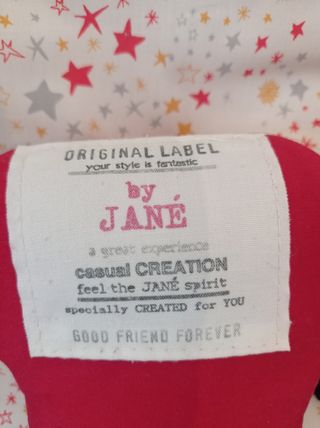 ORIGINAL LABEL
your style is fantastic
by
JANÉ
a great experience
casual CREATION
feel the JANÉ spirit
specially CREATED for YOU
GOOD FRIEND FOREVER